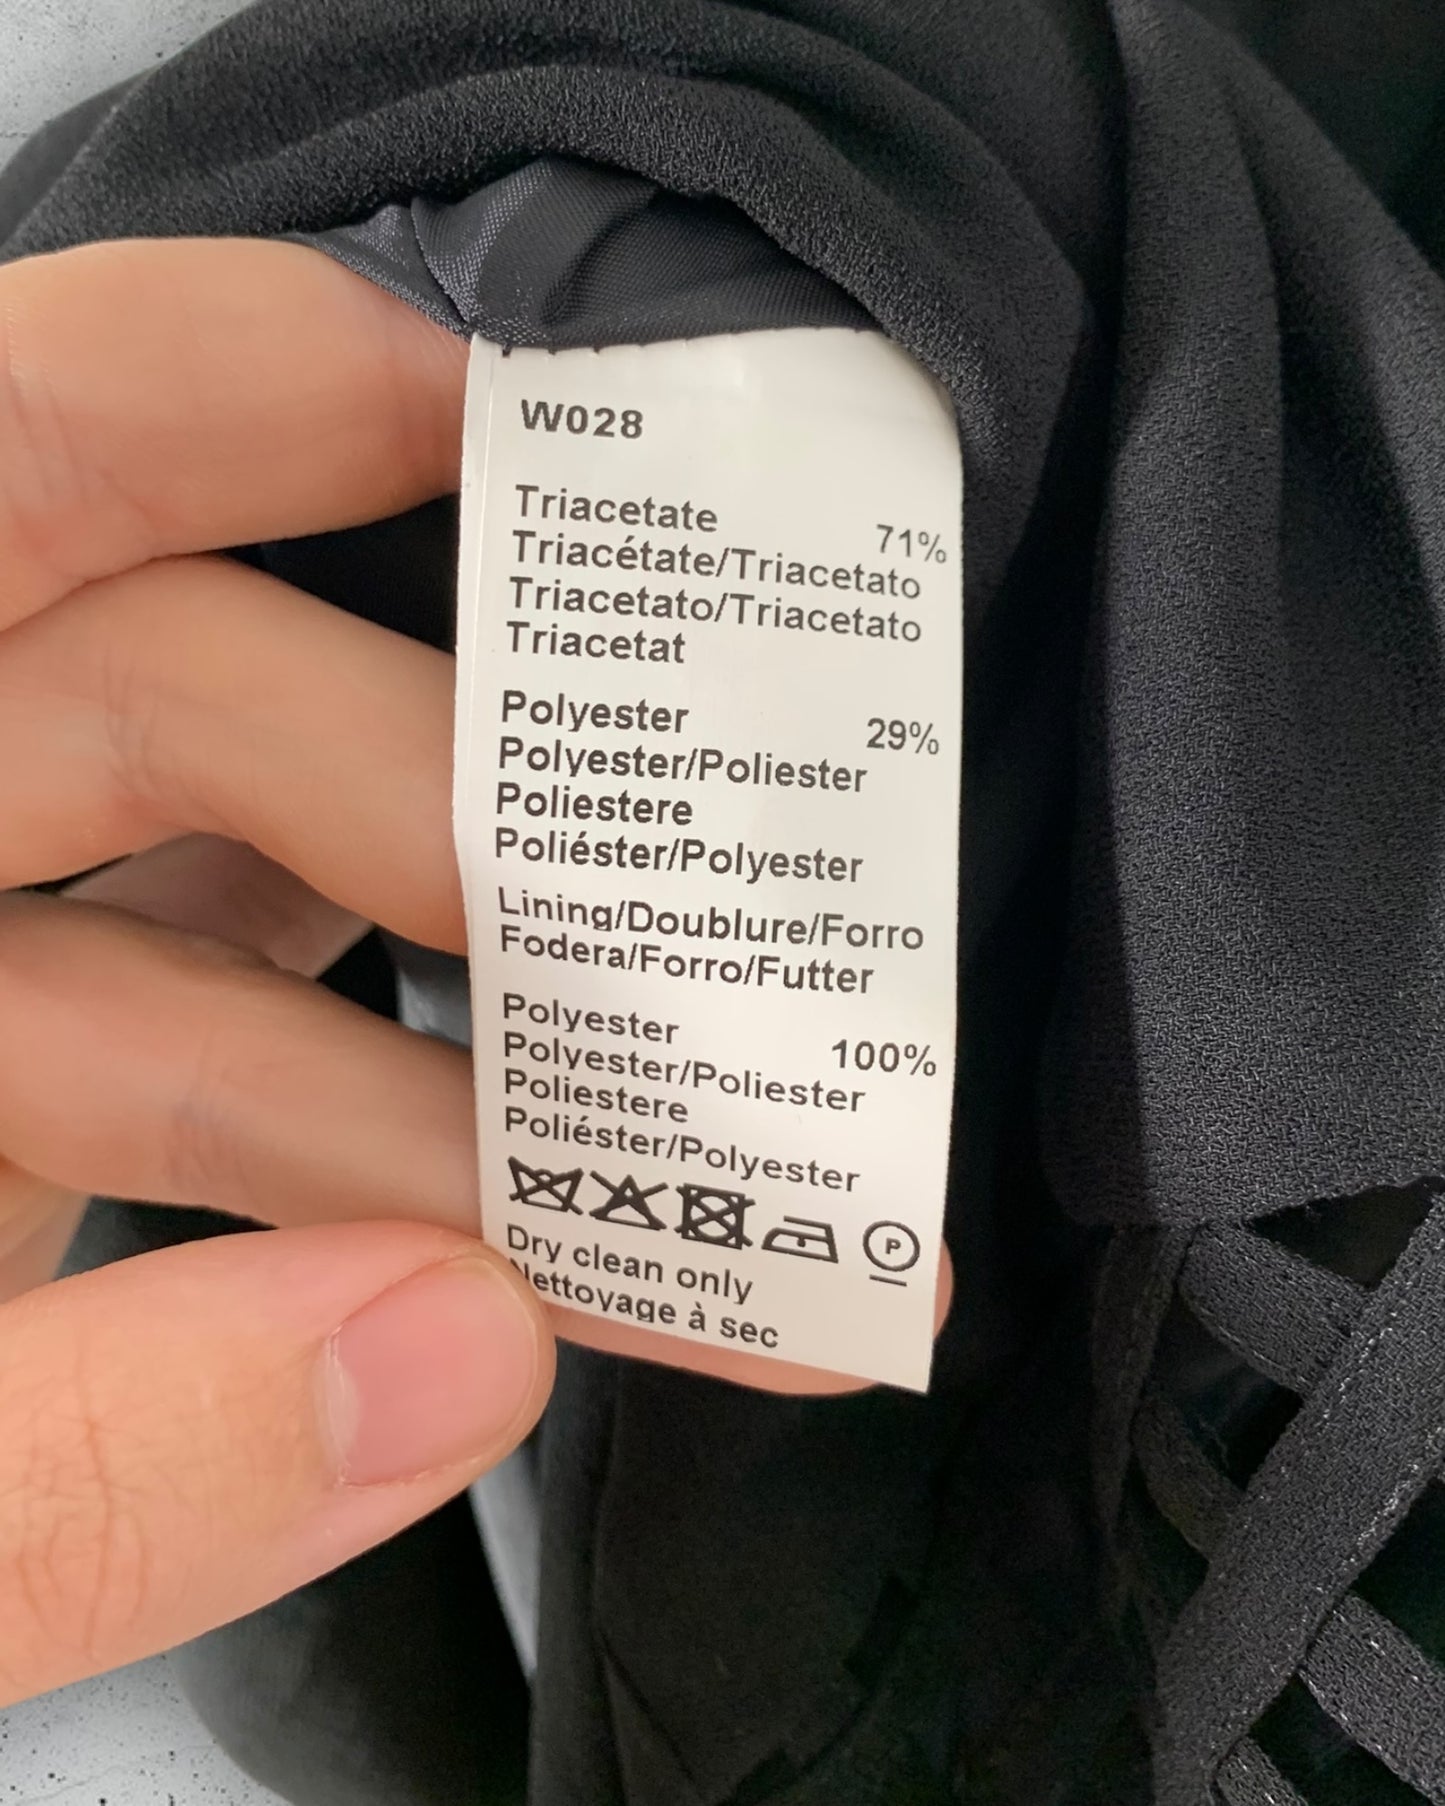 W028
Triacetate 71%
Triacétate/Triacetato
Triacetato/Triacetato
Triacetat
Polyester 29%
Polyester/Poliester
Poliestere
Poliéster/Polyester
Lining/Doublure/Forro
Fodera/Forro/Futter
Polyester 100%
Polyester/Poliester
Poliestere
Poliéster/Polyester
P
Dry clean only
Nettoyage à sec